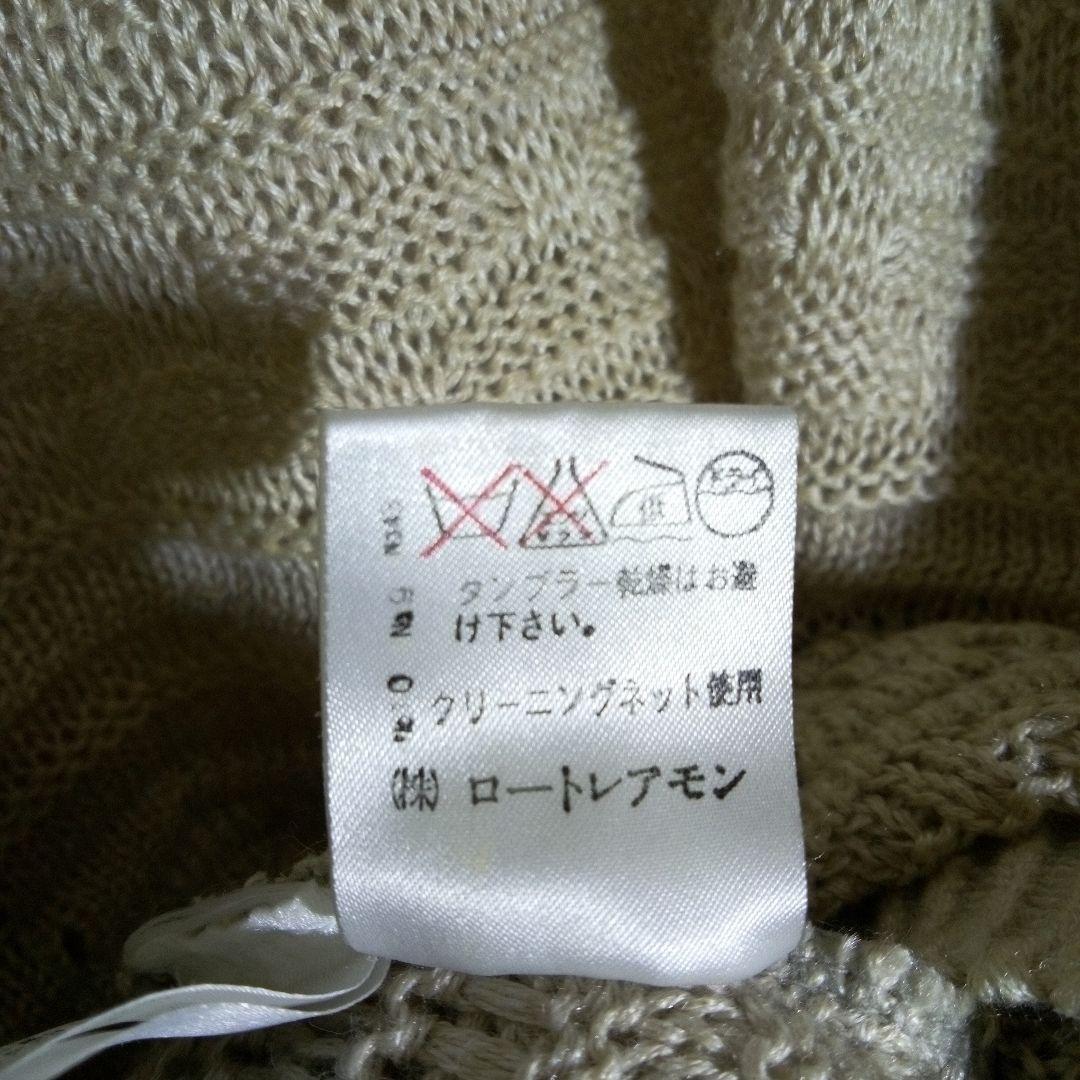 低
タンブラー乾燥はお避
け下さい。
クリーニングネット使用
(株) ロートレアモン